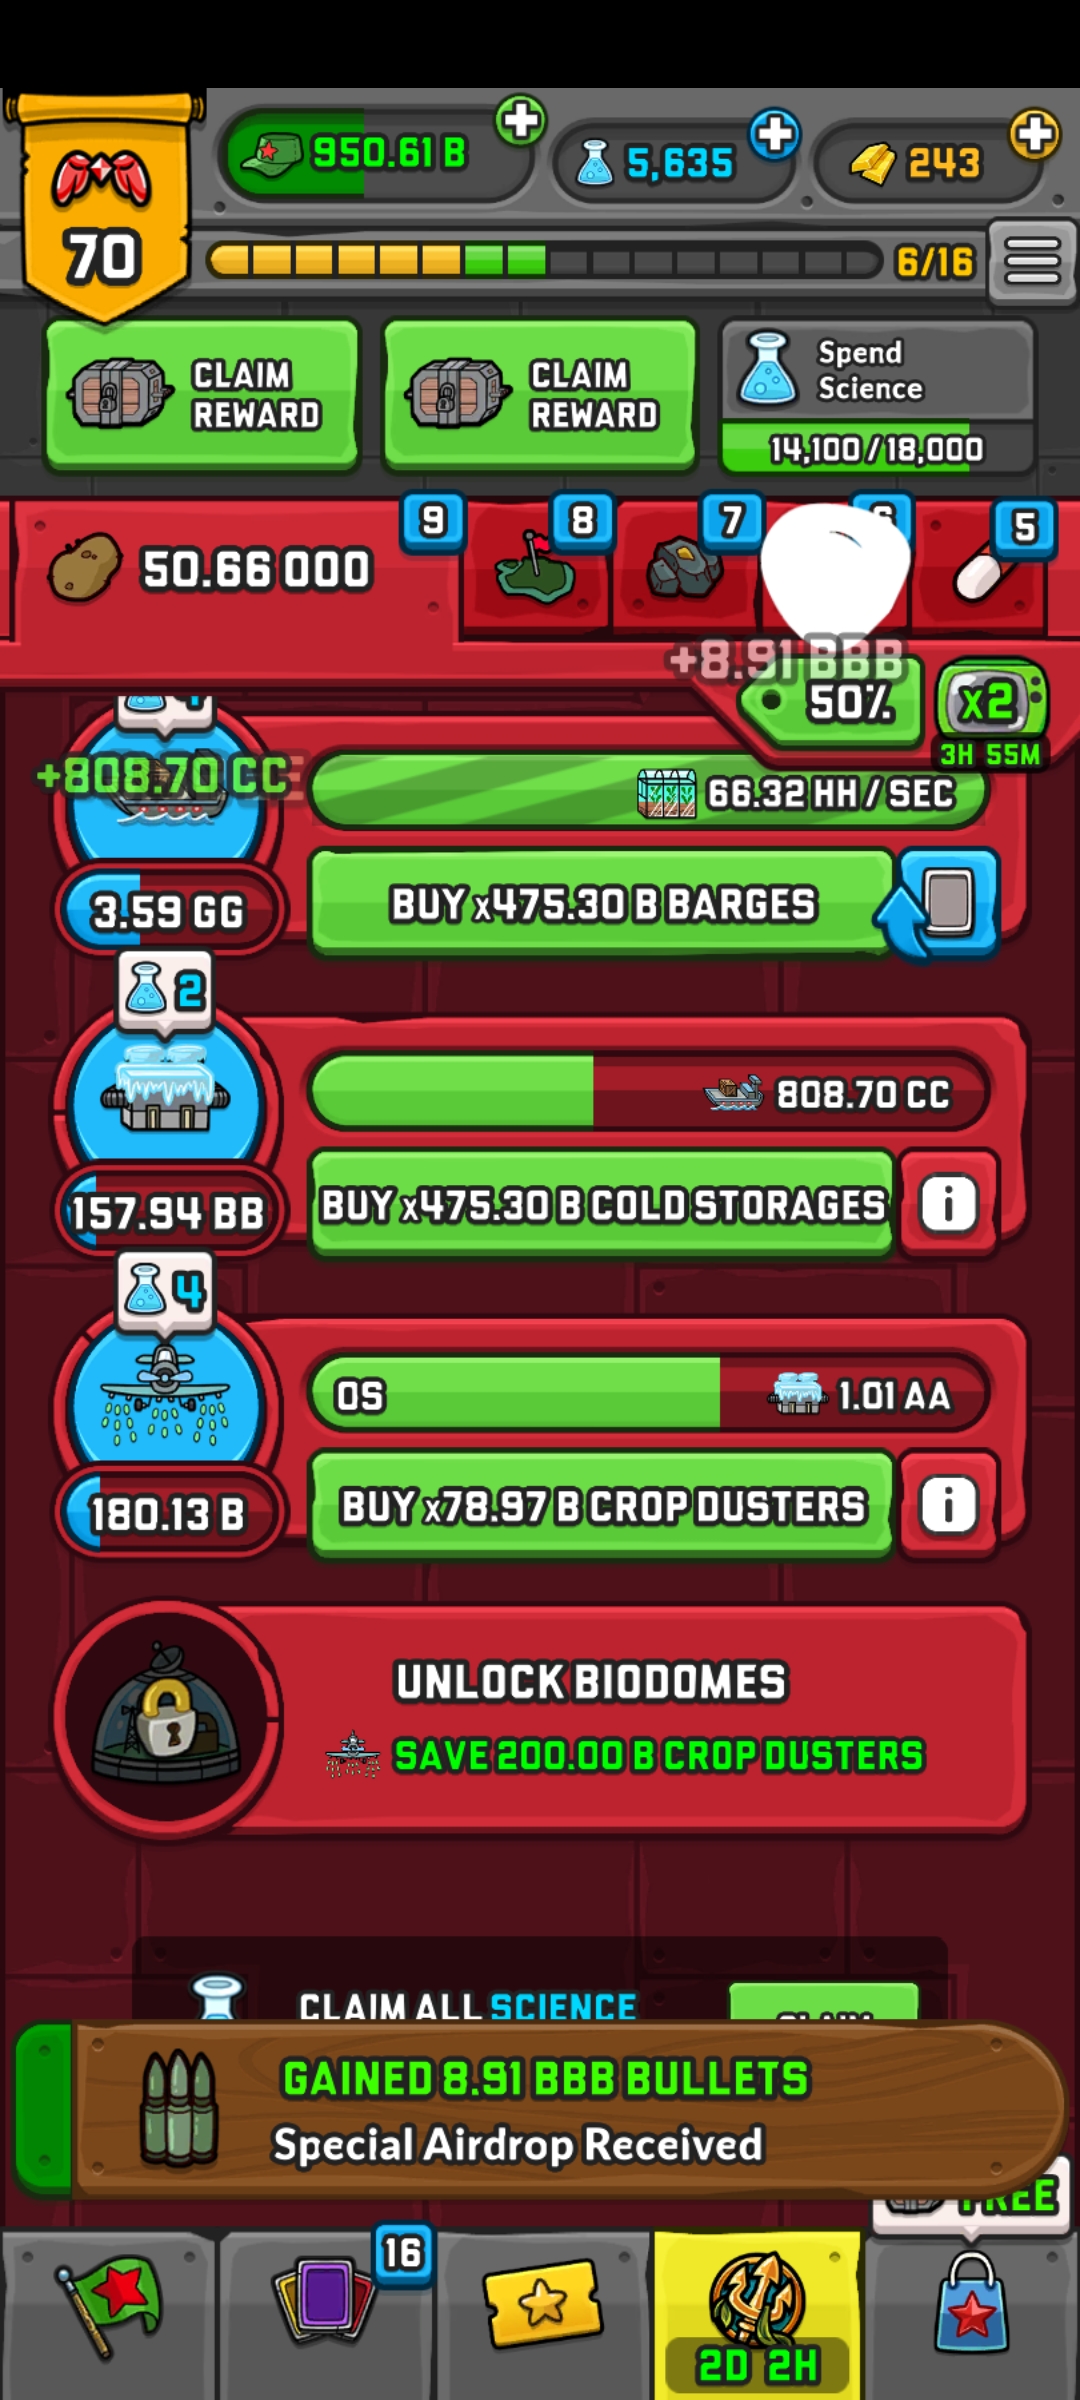 950.61 B
5,635
243
70
6/16
CLAIM
REWARD
CLAIM
REWARD
Spend
Science
14,100/18,000
50.66 OOO
9
8
7
5
+8.91 BBB
50%
x2
3H 55M
+808.70 CC
66.32 HH/SEC
3.59 GG
BUY x475.30 B BARGES
2
808.70 CC
157.94 BB
BUY x475.30 B COLD STORAGES
4
0S
1.01 AA
180.13 B
BUY x78.97 B CROP DUSTERS
UNLOCK BIODOMES
SAVE 200.00 B CROP DUSTERS
CLAIM ALL SCIENCE
CLAIM
GAINED 8.91 BBB BULLETS
Special Airdrop Received
FREE
16
2D 2H